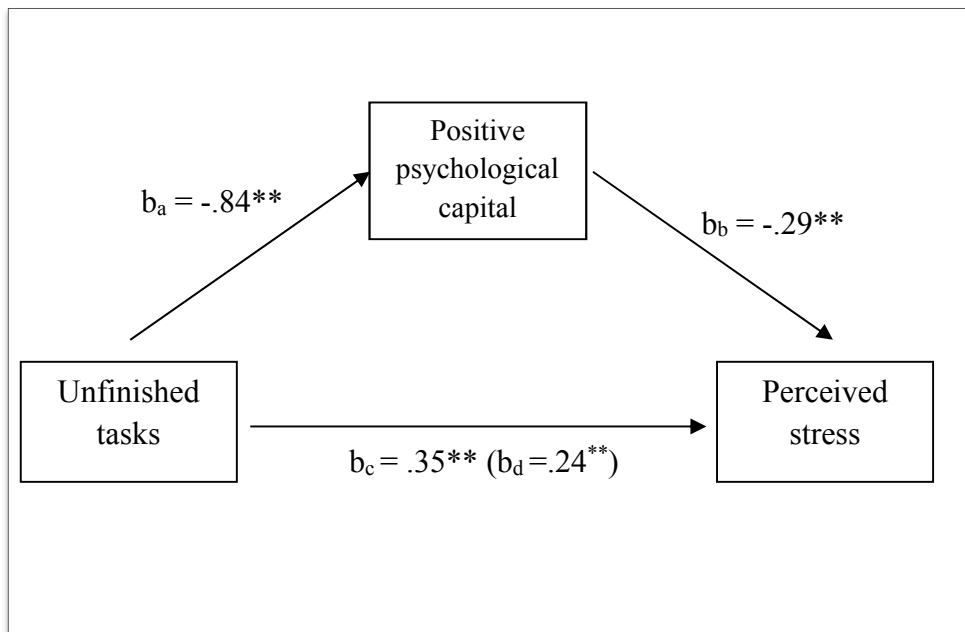 Positive
psychological
capital
ba = -.84**
bb = -.29**
Unfinished
tasks
Perceived
stress
bc = .35** (bd =.24**)